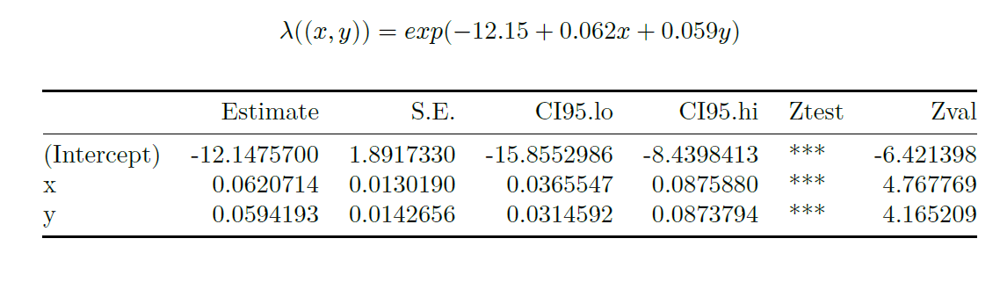 λ((x, y)) = exp(−12.15 + 0.062x + 0.059y)
Estimate S.E. CI95.lo CI95.hi Ztest Zval
(Intercept) -12.1475700 1.8917330 -15.8552986 -8.4398413 *** -6.421398
x 0.0620714 0.0130190 0.0365547 0.0875880 *** 4.767769
y 0.0594193 0.0142656 0.0314592 0.0873794 *** 4.165209